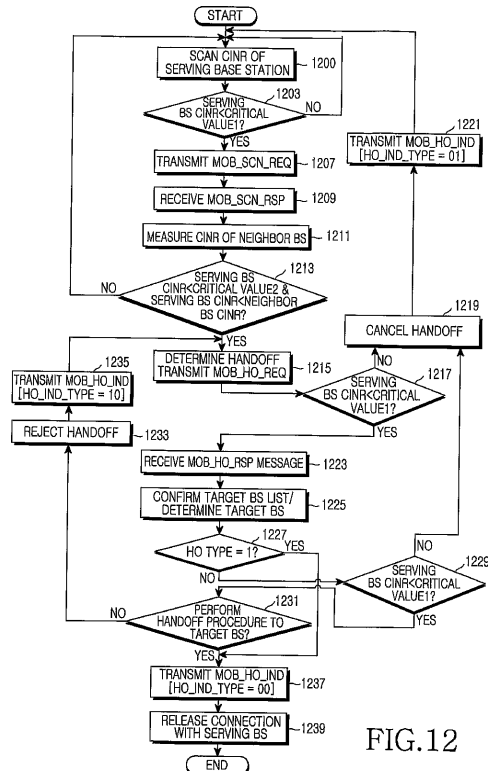 START
SCAN CINR OF
SERVING BASE STATION
1200
1203
SERVING
BS CINR<CRITICAL
VALUE1?
NO
YES
TRANSMIT MOB_SCN_REQ
1207
RECEIVE MOB_SCN_RSP
1209
MEASURE CINR OF NEIGHBOR BS
1211
1213
SERVING BS
CINR<CRITICAL VALUE2 &
SERVING BS CINR<NEIGHBOR
BS CINR?
NO
YES
1221
TRANSMIT MOB_HO_IND
[HO_IND_TYPE = 01]
1219
CANCEL HANDOFF
DETERMINE HANDOFF
TRANSMIT MOB_HO_REQ
1215
NO
1217
SERVING
BS CINR<CRITICAL
VALUE1?
YES
1235
TRANSMIT MOB_HO_IND
[HO_IND_TYPE = 10]
REJECT HANDOFF
1233
RECEIVE MOB_HO_RSP MESSAGE
1223
CONFIRM TARGET BS LIST/
DETERMINE TARGET BS
1225
1227
HO TYPE = 1?
YES
NO
NO
1229
SERVING
BS CINR<CRITICAL
VALUE1?
YES
1231
PERFORM
HANDOFF PROCEDURE TO
TARGET BS?
NO
YES
TRANSMIT MOB_HO_IND
[HO_IND_TYPE = 00]
1237
RELEASE CONNECTION
WITH SERVING BS
1239
END
FIG.12